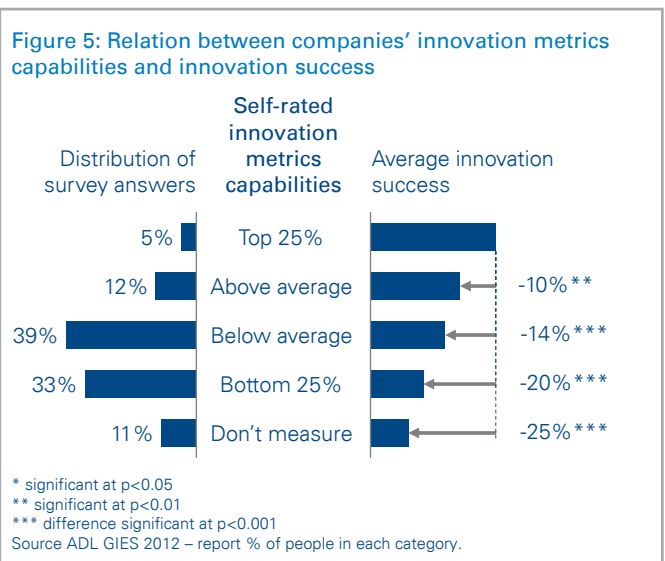 Figure 5: Relation between companies’ innovation metrics
capabilities and innovation success
Distribution of
survey answers
Self-rated
innovation
metrics
capabilities
Average innovation
success
5% Top 25%
12% Above average -10%**
39% Below average -14%***
33% Bottom 25% -20%***
11% Don’t measure -25%***
* significant at p<0.05
** significant at p<0.01
*** difference significant at p<0.001
Source ADL GIES 2012 – report % of people in each category.